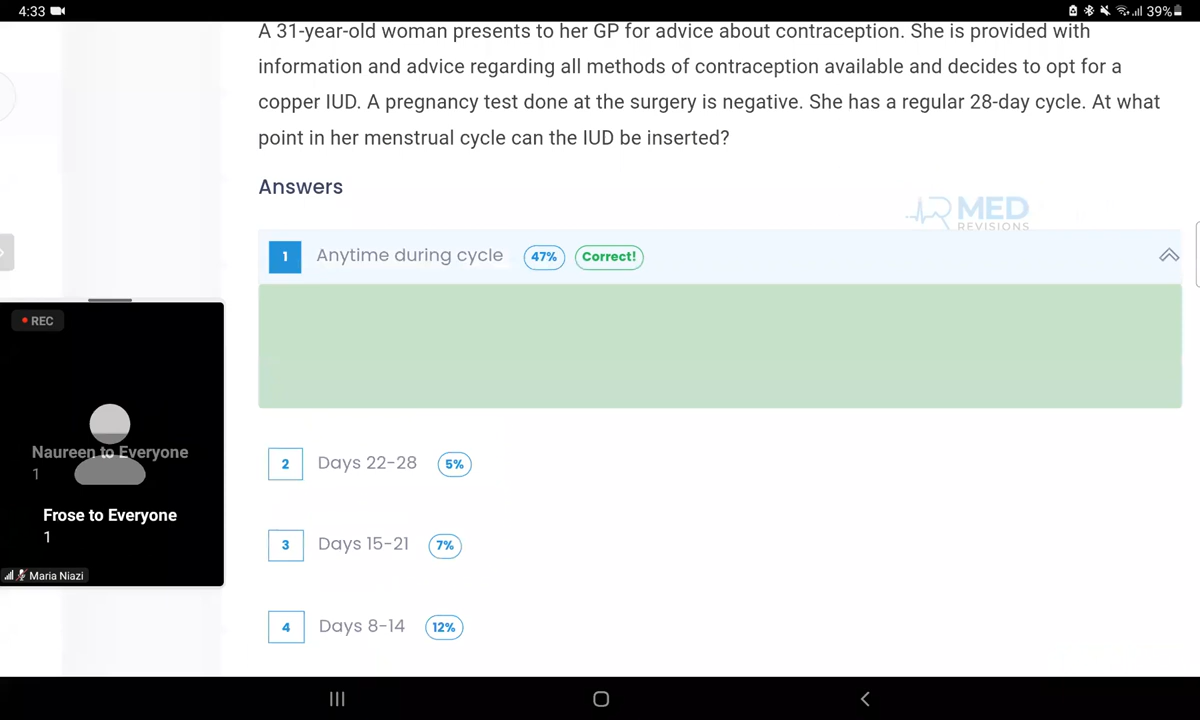 4:33
39%
A 31-year-old woman presents to her GP for advice about contraception. She is provided with
information and advice regarding all methods of contraception available and decides to opt for a
copper IUD. A pregnancy test done at the surgery is negative. She has a regular 28-day cycle. At what
point in her menstrual cycle can the IUD be inserted?
Answers
MED
REVISIONS
1 Anytime during cycle 47% Correct!
REC
Naureen to Everyone
1
Frose to Everyone
1
Maria Niazi
2 Days 22-28 5%
3 Days 15-21 7%
4 Days 8-14 12%